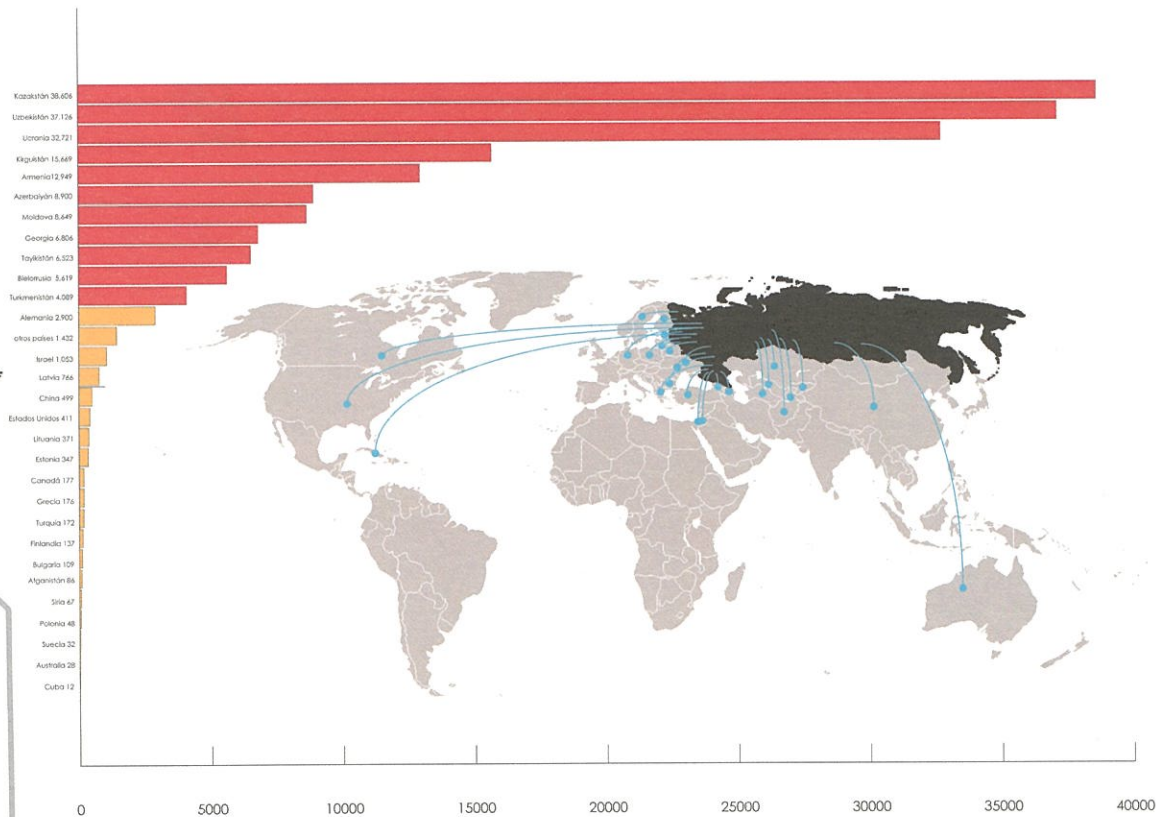 Kazakstán 38.606
Uzbekistán 37.126
Ucrania 32,721
Kirguistán 15,669
Armenia12,949
Azerbaiyán 8,900
Moldova 8,649
Georgia 6.806
Tayikistán 6,523
Bielorrusia 5,619
Turkmenistán 4,089
Alemania 2,900
otros países 1.432
Israel 1.053
Latvia 766
China 499
Estados Unidos 411
Lituania 371
Estonia 347
Canadá 177
Grecia 176
Turquía 172
Finlandia 137
Bulgaria 109
Afganistán 86
Siria 67
Polonia 48
Suecia 32
Australia 28
Cuba 12
0 5000 10000 15000 20000 25000 30000 35000 40000